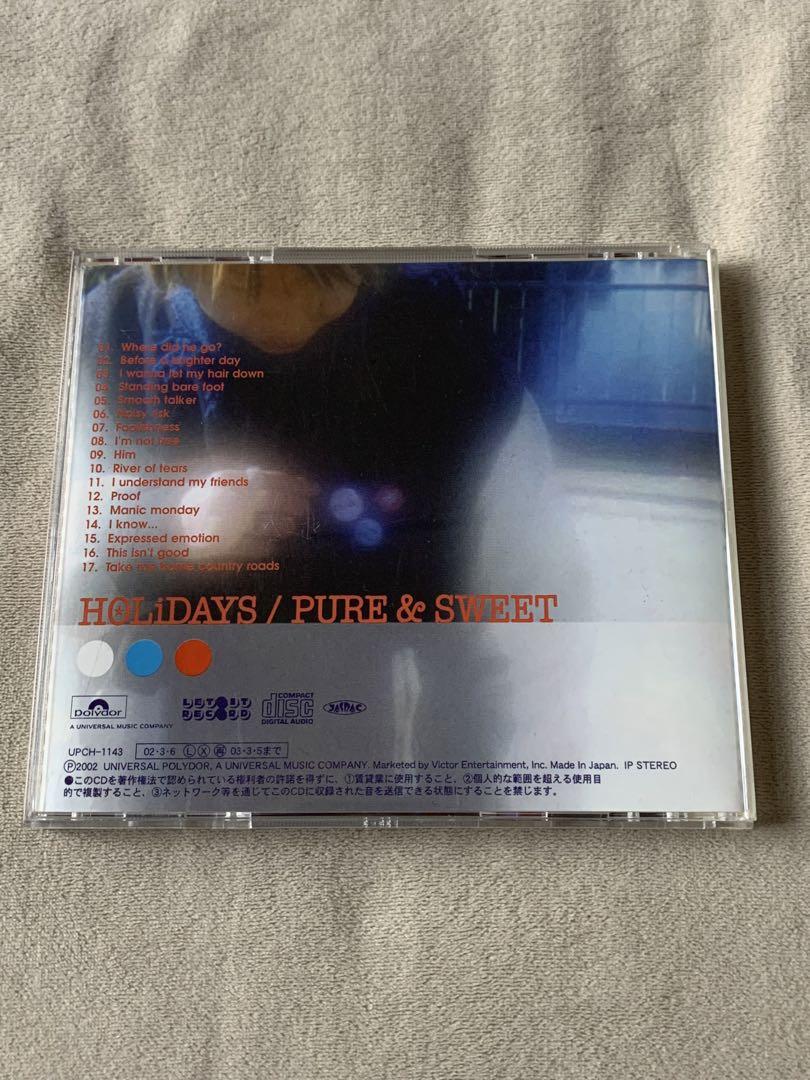 01. Where did he go?
02. Before a brighter day
03. I wanna let my hair down
04. Standing bare foot
05. Smooth talker
06. Noisy risk
07. Foolishness
08. I'm not
09. Him
10. River of tears
11. I understand my friends
12. Proof
13. Manic monday
14. I know...
15. Expressed emotion
16. This isn't good
17. Take me home country roads
HOLiDAYS / PURE & SWEET
polydor
A UNIVERSAL MUSIC COMPANY
LET IT RECORD
COMPACT disc DIGITAL AUDIO
JASRAC
UPCH-1143 02・3・6 Ⓛ Ⓧ ㊢ 03・3・5まで
Ⓟ2002 UNIVERSAL POLYDOR, A UNIVERSAL MUSIC COMPANY. Marketed by Victor Entertainment, Inc. Made In Japan. IP STEREO
●このCDを著作権法で認められている権利者の許諾を得ずに、①賃貸業に使用すること、②個人的な範囲を超える使用目
的で複製すること、③ネットワーク等を通じてこのCDに収録された音を送信できる状態にすることを禁じます。